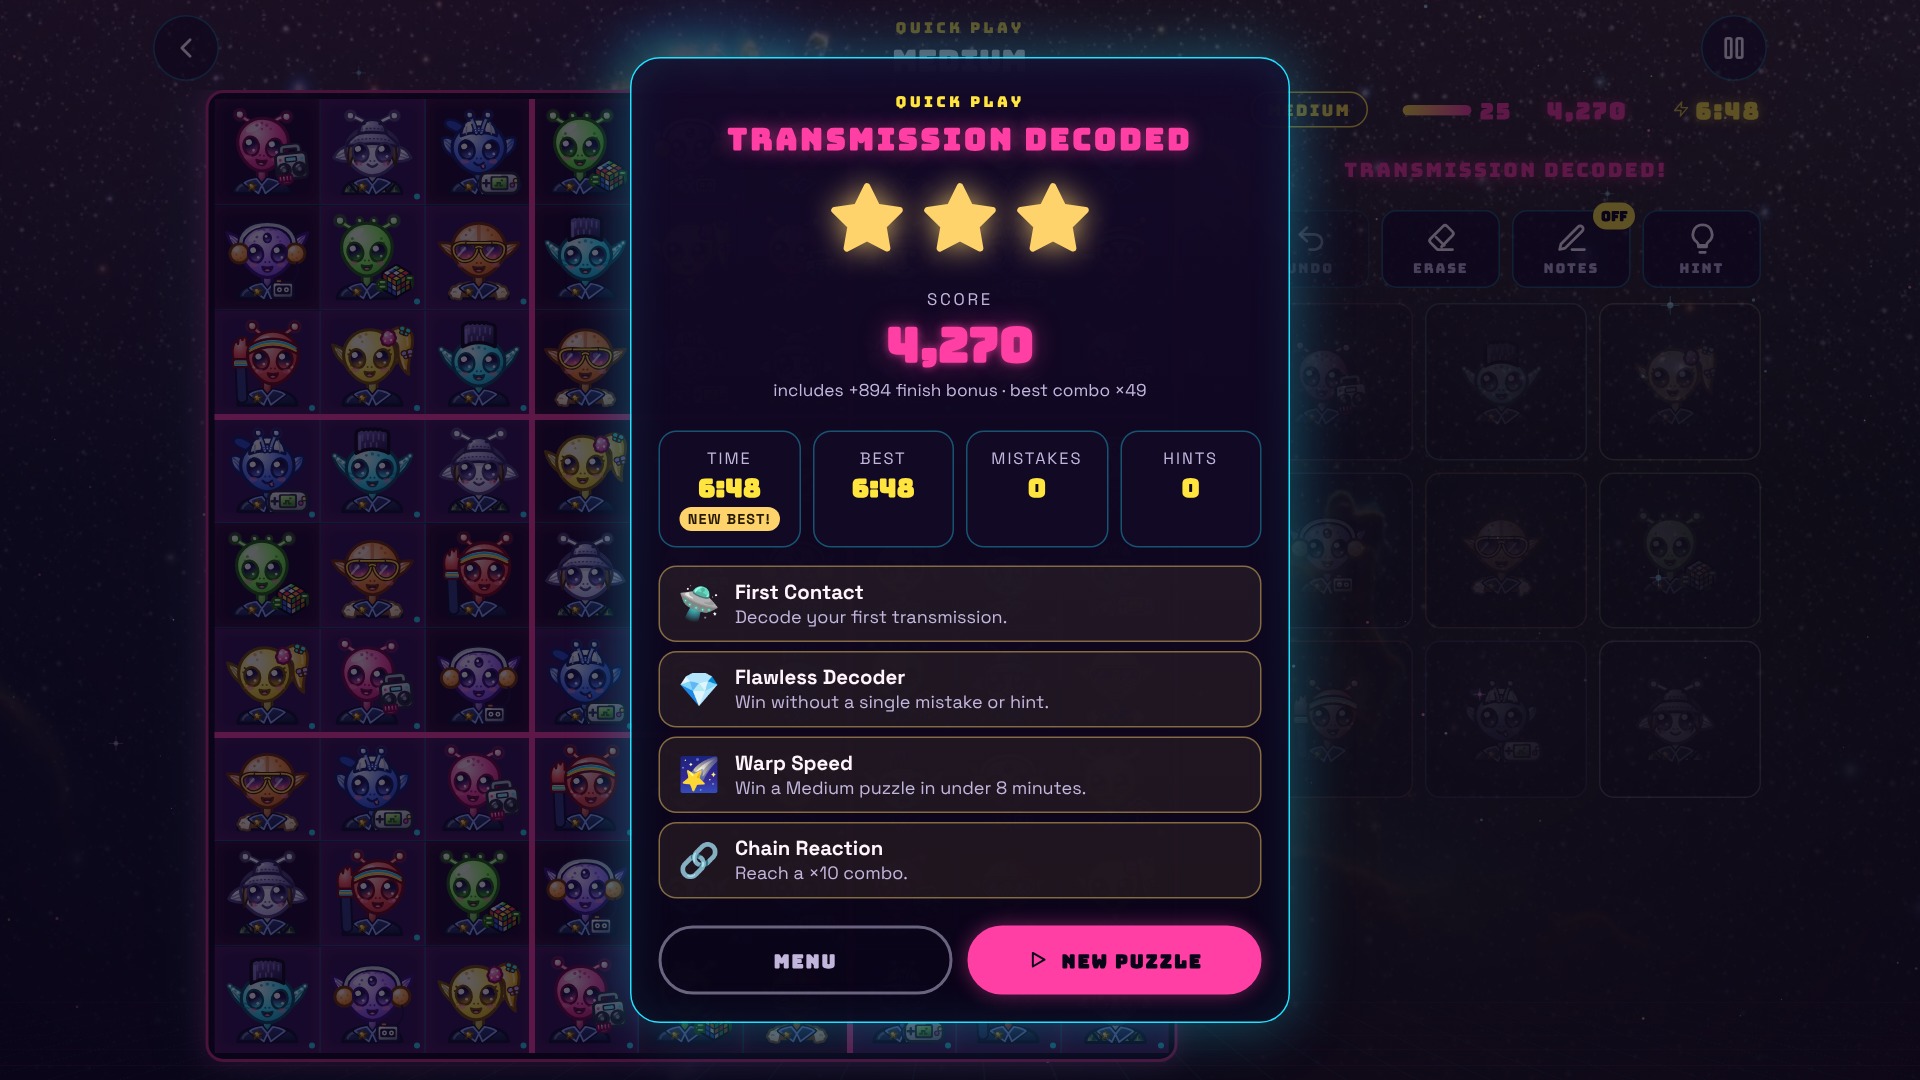 QUICK PLAY
MEDIUM
MEDIUM
25
4,270
6:48
TRANSMISSION DECODED!
UNDO
ERASE
OFF
NOTES
HINT
QUICK PLAY
TRANSMISSION DECODED
SCORE
4,270
includes +894 finish bonus · best combo ×49
TIME
6:48
NEW BEST!
BEST
6:48
MISTAKES
0
HINTS
0
First Contact
Decode your first transmission.
Flawless Decoder
Win without a single mistake or hint.
Warp Speed
Win a Medium puzzle in under 8 minutes.
Chain Reaction
Reach a ×10 combo.
MENU
NEW PUZZLE